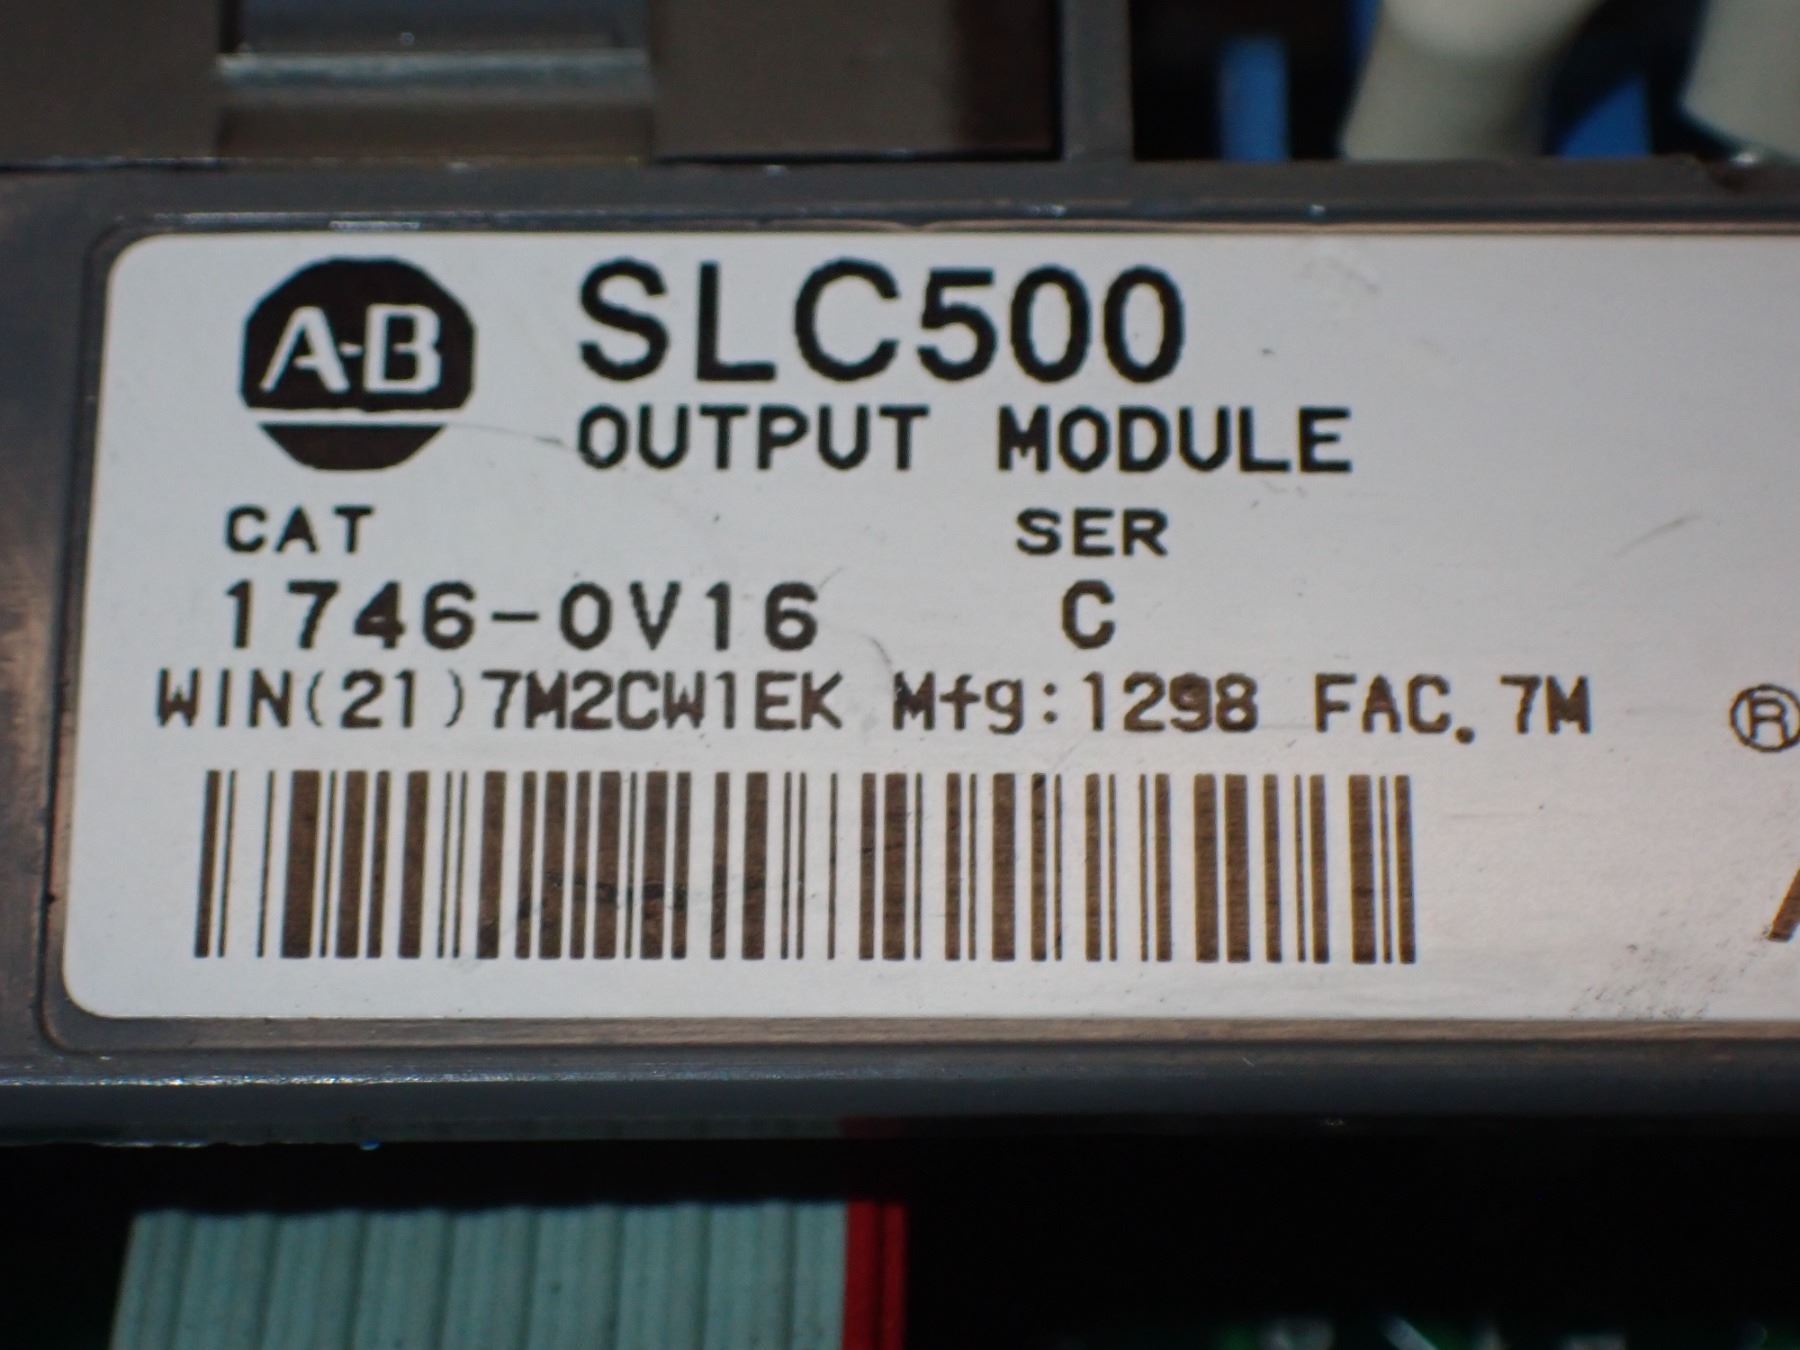 A-B
SLC500
OUTPUT MODULE
CAT SER
1746-OV16 C
WIN(21)7M2CW1EK Mfg:1298 FAC. 7M
®